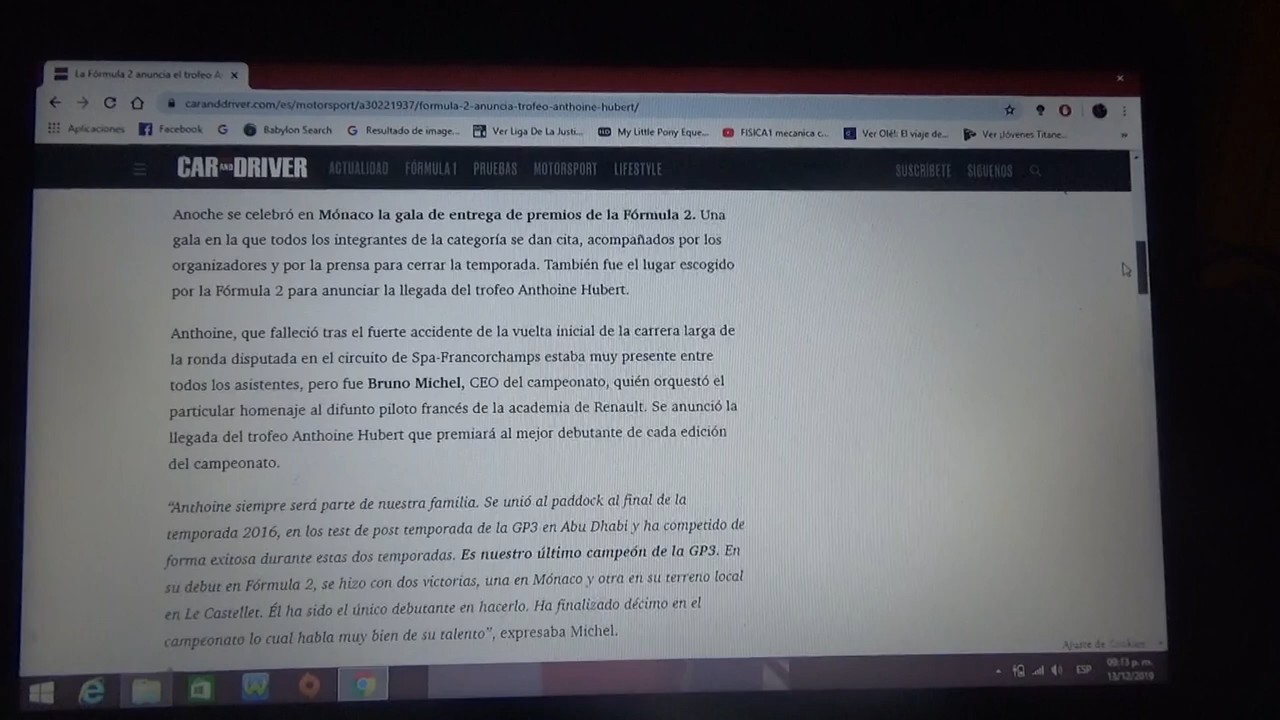 La Fórmula 2 anuncia el trofeo A
caranddriver.com/es/motorsport/a30221937/formula-2-anuncia-trofeo-anthoine-hubert/
Aplicaciones Facebook Babylon Search Resultado de image... Ver Liga De La Justi... My Little Pony Eque... FISICA1 mecanica c... Ver Olé!: El viaje de... Ver ¡Jóvenes Titane... »
CAR AND DRIVER ACTUALIDAD FÓRMULA 1 PRUEBAS MOTORSPORT LIFESTYLE SUSCRÍBETE SÍGUENOS
Anoche se celebró en Mónaco la gala de entrega de premios de la Fórmula 2. Una
gala en la que todos los integrantes de la categoría se dan cita, acompañados por los
organizadores y por la prensa para cerrar la temporada. También fue el lugar escogido
por la Fórmula 2 para anunciar la llegada del trofeo Anthoine Hubert.
Anthoine, que falleció tras el fuerte accidente de la vuelta inicial de la carrera larga de
la ronda disputada en el circuito de Spa-Francorchamps estaba muy presente entre
todos los asistentes, pero fue Bruno Michel, CEO del campeonato, quién orquestó el
particular homenaje al difunto piloto francés de la academia de Renault. Se anunció la
llegada del trofeo Anthoine Hubert que premiará al mejor debutante de cada edición
del campeonato.
“Anthoine siempre será parte de nuestra familia. Se unió al paddock al final de la
temporada 2016, en los test de post temporada de la GP3 en Abu Dhabi y ha competido de
forma exitosa durante estas dos temporadas. Es nuestro último campeón de la GP3. En
su debut en Fórmula 2, se hizo con dos victorias, una en Mónaco y otra en su terreno local
en Le Castellet. Él ha sido el único debutante en hacerlo. Ha finalizado décimo en el
campeonato lo cual habla muy bien de su talento”, expresaba Michel.
Ajuste de Cookies
ESP 09:13 p. m.
13/12/2019